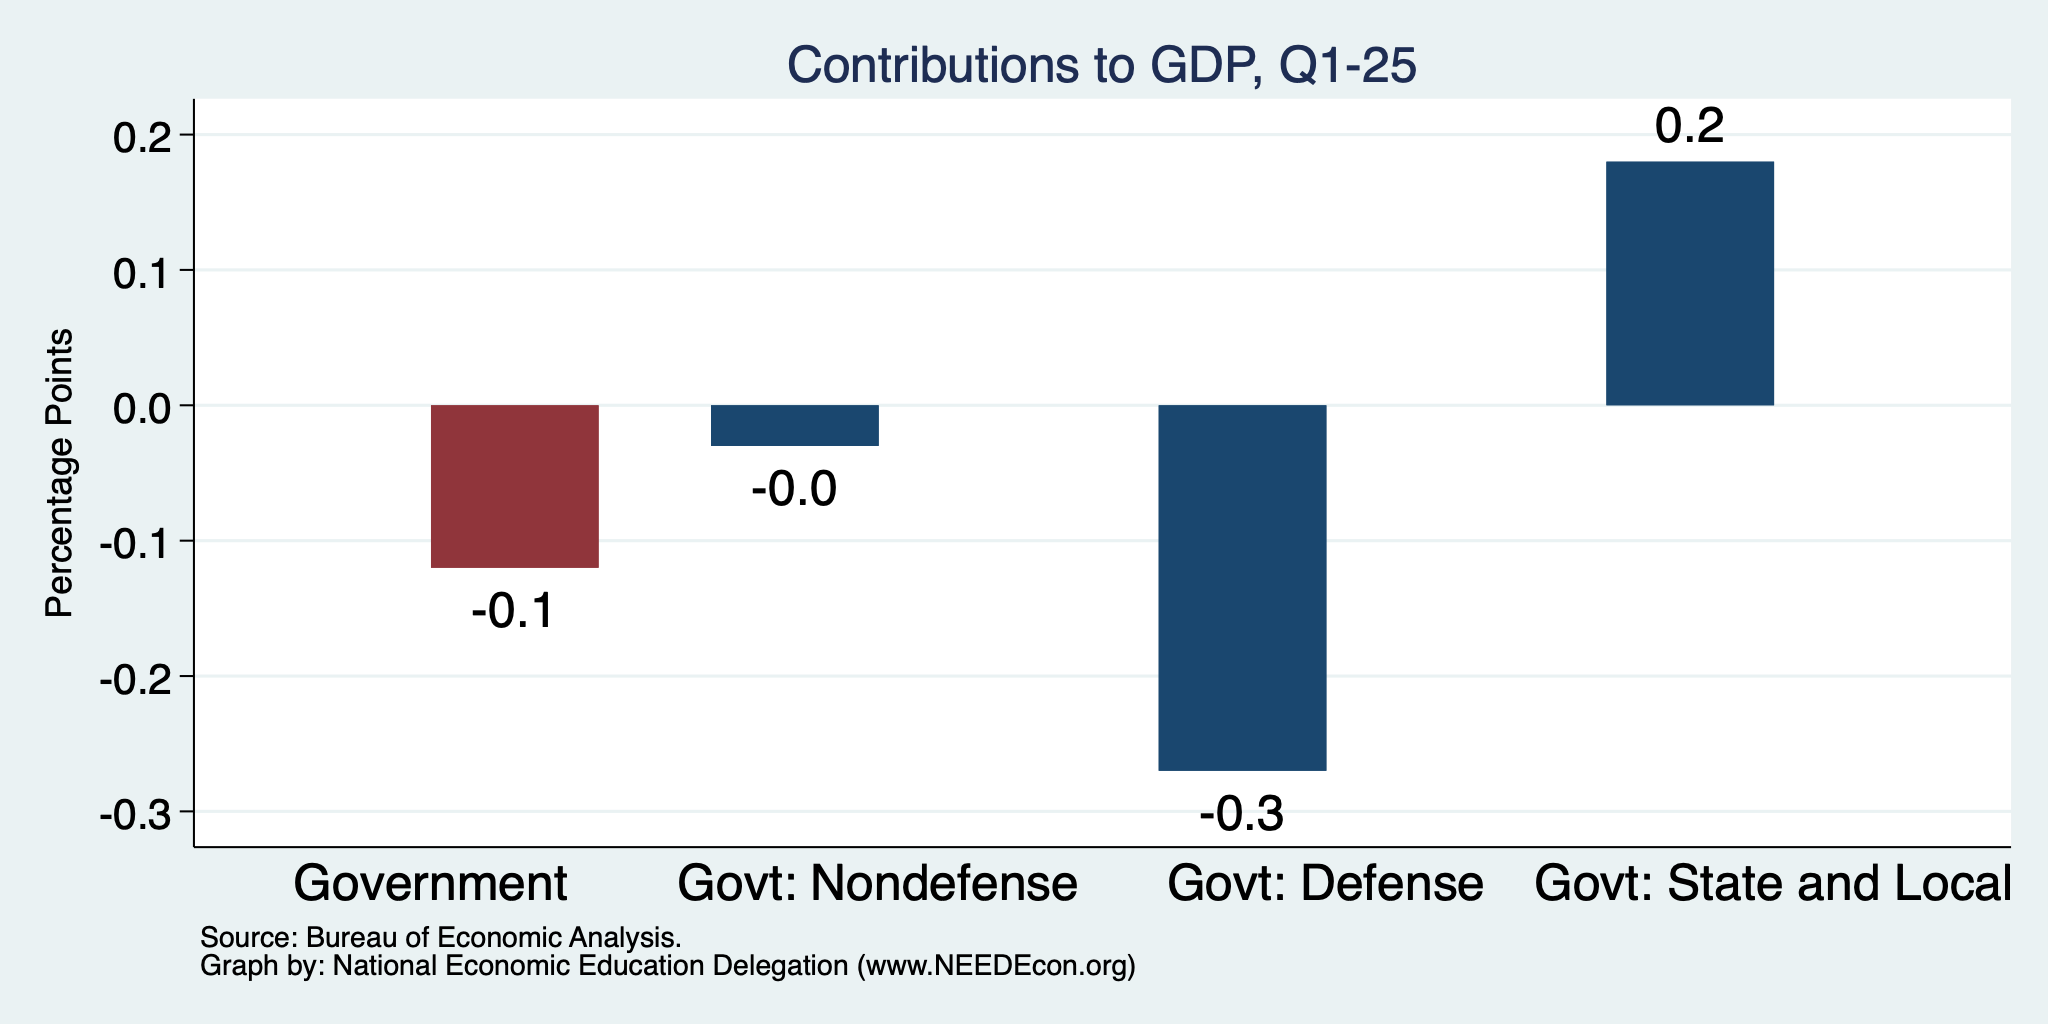 Contributions to GDP, Q1-25
Percentage Points
0.2
0.1
0.0
-0.1
-0.2
-0.3
-0.1
-0.0
-0.3
0.2
Government
Govt: Nondefense
Govt: Defense
Govt: State and Local
Source: Bureau of Economic Analysis.
Graph by: National Economic Education Delegation (www.NEEDEcon.org)